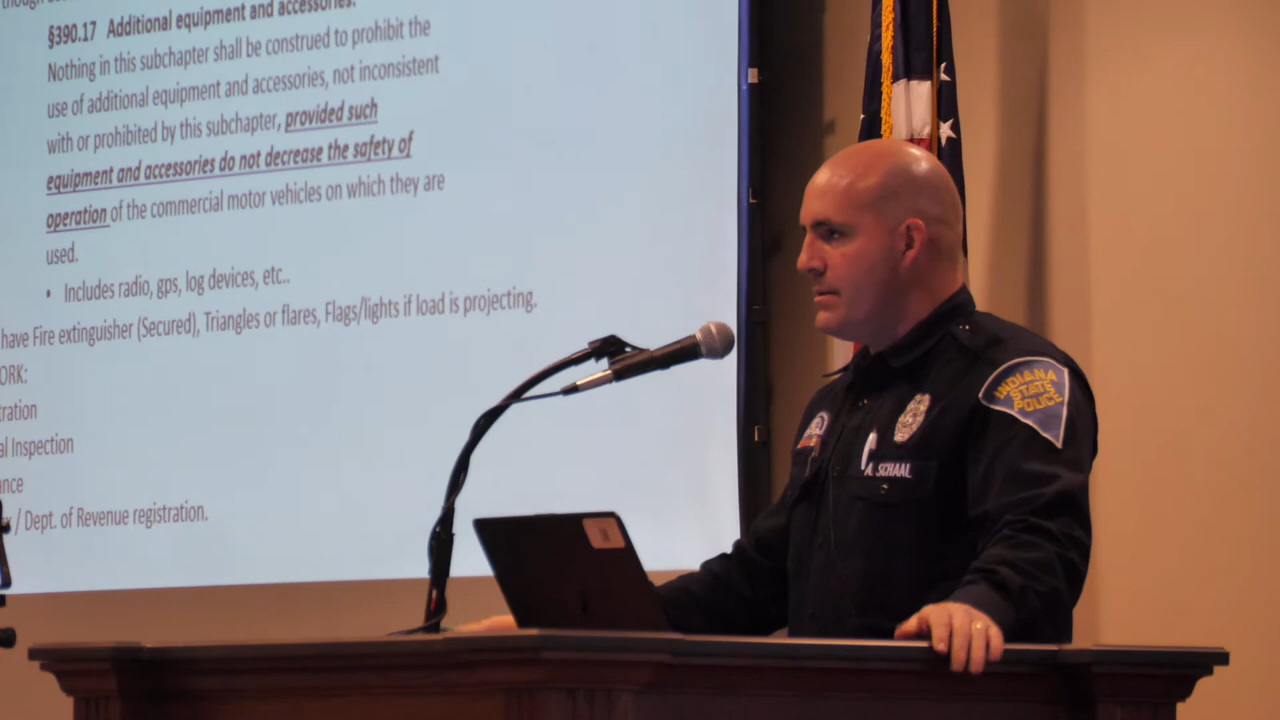 though
§390.17 Additional equipment and accessories.
Nothing in this subchapter shall be construed to prohibit the
use of additional equipment and accessories, not inconsistent
with or prohibited by this subchapter, provided such
equipment and accessories do not decrease the safety of
operation of the commercial motor vehicles on which they are
used.
• Includes radio, gps, log devices, etc..
have Fire extinguisher (Secured), Triangles or flares, Flags/lights if load is projecting.
ORK:
tration
al Inspection
ance
/ Dept. of Revenue registration.
INDIANA
STATE
POLICE
A. SCHAAL